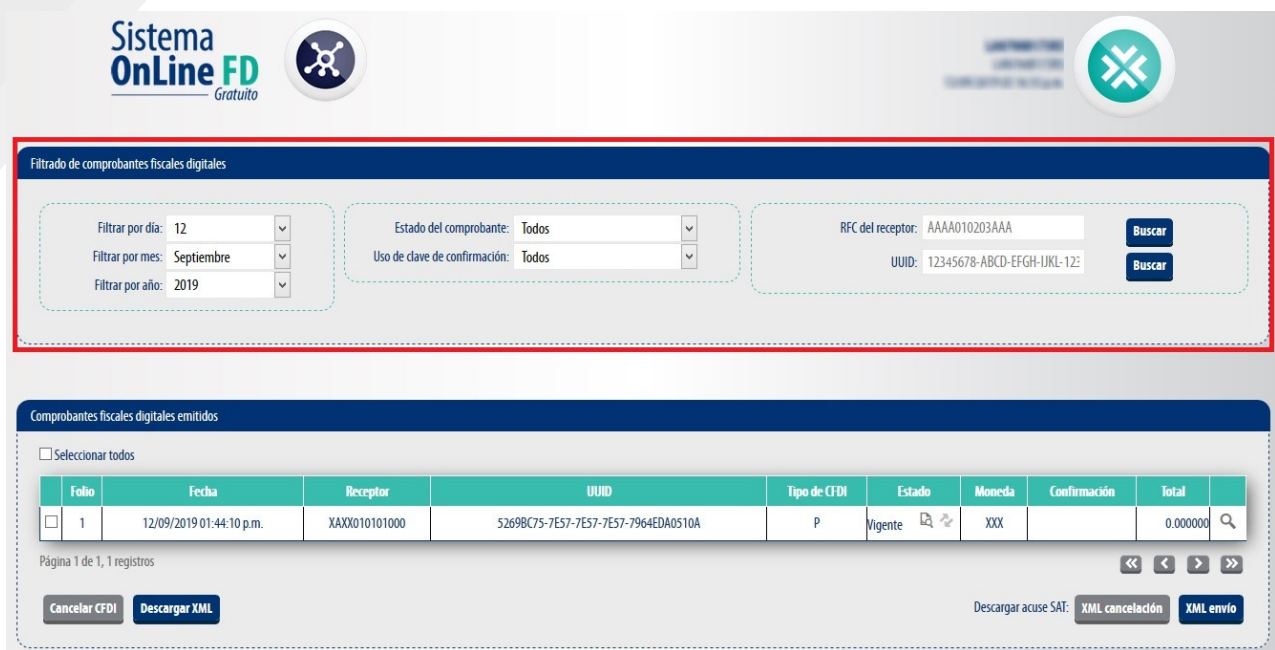 Sistema
OnLine FD
Gratuito
Filtrado de comprobantes fiscales digitales
Filtrar por día: 12
Filtrar por mes: Septiembre
Filtrar por año: 2019
Estado del comprobante: Todos
Uso de clave de confirmación: Todos
RFC del receptor: AAAA010203AAA Buscar
UUID: 12345678-ABCD-EFGH-IJKL-123 Buscar
Comprobantes fiscales digitales emitidos
Seleccionar todos
Folio Fecha Receptor UUID Tipo de CFDI Estado Moneda Confirmación Total
1 12/09/2019 01:44:10 p.m. XAXX010101000 5269BC75-7E57-7E57-7E57-7964EDA0510A P Vigente XXX 0.000000
Página 1 de 1, 1 registros
Cancelar CFDI Descargar XML Descargar acuse SAT: XML cancelación XML envío